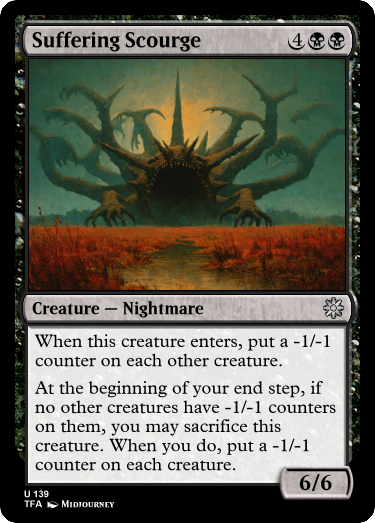 Suffering Scourge 4
Creature — Nightmare
When this creature enters, put a -1/-1
counter on each other creature.
At the beginning of your end step, if
no other creatures have -1/-1 counters
on them, you may sacrifice this
creature. When you do, put a -1/-1
counter on each creature.
6/6
U 139
TFA Midjourney